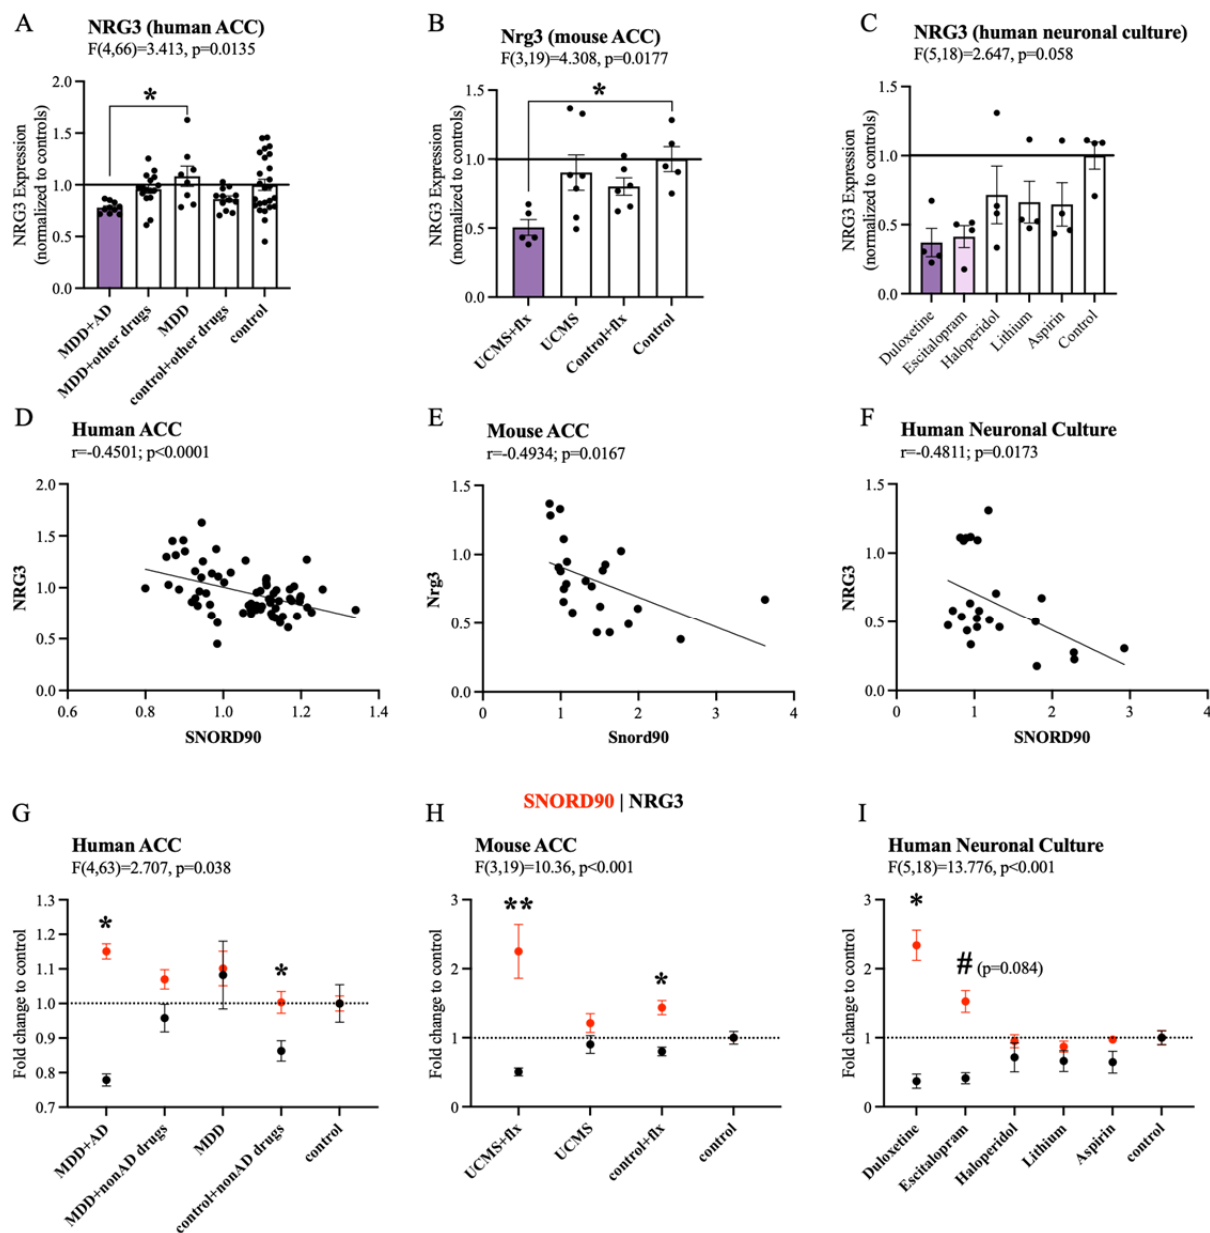 A
NRG3 (human ACC)
F(4,66)=3.413, p=0.0135
NRG3 Expression
(normalized to controls)
2.0
1.5
1.0
0.5
0.0
*
MDD+AD
MDD+other drugs
MDD
control+other drugs
control
B
Nrg3 (mouse ACC)
F(3,19)=4.308, p=0.0177
NRG3 Expression
(normalized to controls)
1.5
1.0
0.5
0.0
*
UCMS+flx
UCMS
Control+flx
Control
C
NRG3 (human neuronal culture)
F(5,18)=2.647, p=0.058
NRG3 Expression
(normalized to controls)
1.5
1.0
0.5
0.0
Duloxetine
Escitalopram
Haloperidol
Lithium
Aspirin
Control
D
Human ACC
r=-0.4501; p<0.0001
NRG3
2.0
1.5
1.0
0.5
0.0
0.6 0.8 1.0 1.2 1.4
SNORD90
E
Mouse ACC
r=-0.4934; p=0.0167
Nrg3
1.5
1.0
0.5
0.0
0 1 2 3 4
Snord90
F
Human Neuronal Culture
r=-0.4811; p=0.0173
NRG3
1.5
1.0
0.5
0.0
0 1 2 3 4
SNORD90
SNORD90 | NRG3
G
Human ACC
F(4,63)=2.707, p=0.038
Fold change to control
1.3
1.2
1.1
1.0
0.9
0.8
0.7
*
*
MDD+AD
MDD+nonAD drugs
MDD
control+nonAD drugs
control
H
Mouse ACC
F(3,19)=10.36, p<0.001
Fold change to control
3
2
1
0
**
*
UCMS+flx
UCMS
control+flx
control
I
Human Neuronal Culture
F(5,18)=13.776, p<0.001
Fold change to control
3
2
1
0
*
# (p=0.084)
Duloxetine
Escitalopram
Haloperidol
Lithium
Aspirin
control